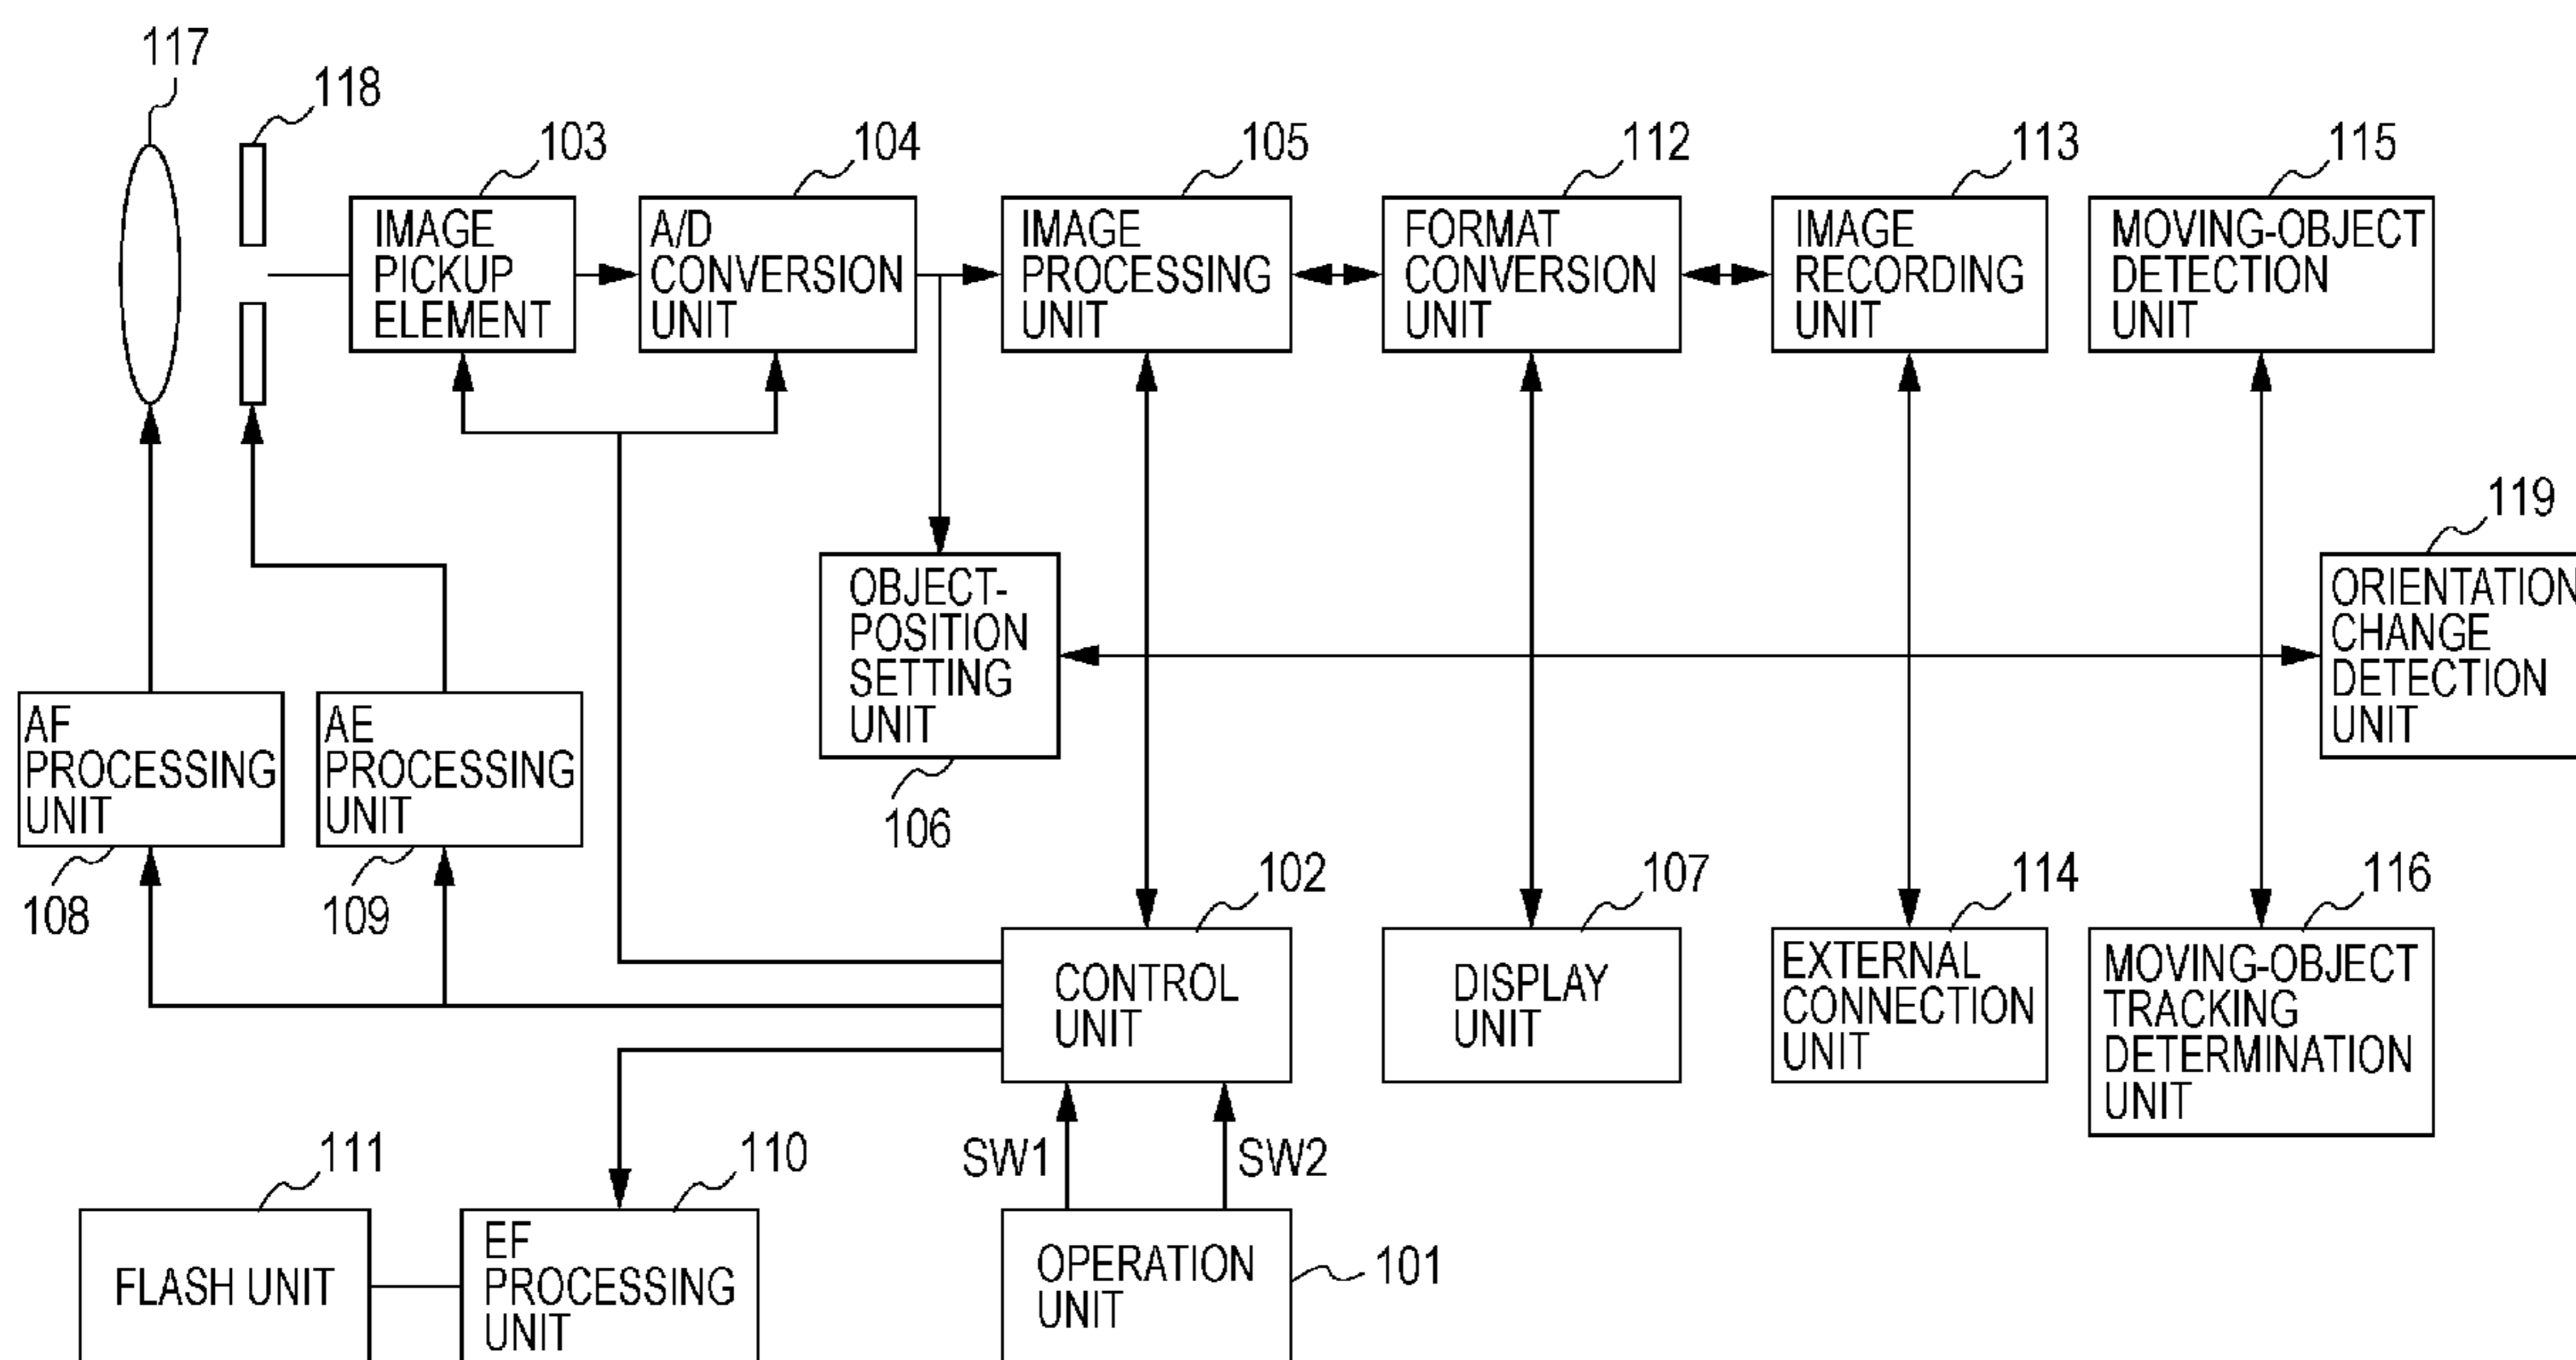 117
118
103
104
105
112
113
115
IMAGE
PICKUP
ELEMENT
A/D
CONVERSION
UNIT
IMAGE
PROCESSING
UNIT
FORMAT
CONVERSION
UNIT
IMAGE
RECORDING
UNIT
MOVING-OBJECT
DETECTION
UNIT
119
OBJECT-
POSITION
SETTING
UNIT
106
ORIENTATION
CHANGE
DETECTION
UNIT
AF
PROCESSING
UNIT
108
AE
PROCESSING
UNIT
109
102
107
114
116
CONTROL
UNIT
DISPLAY
UNIT
EXTERNAL
CONNECTION
UNIT
MOVING-OBJECT
TRACKING
DETERMINATION
UNIT
111
110
SW1
SW2
FLASH UNIT
EF
PROCESSING
UNIT
OPERATION
UNIT
101